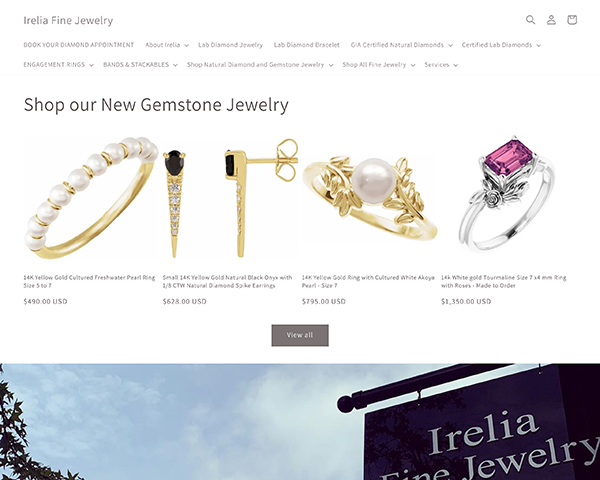 Irelia Fine Jewelry
BOOK YOUR DIAMOND APPOINTMENT About Irelia Lab Diamond Jewelry Lab Diamond Bracelet GIA Certified Natural Diamonds Certified Lab Diamonds
ENGAGEMENT RINGS BANDS & STACKABLES Shop Natural Diamond and Gemstone Jewelry Shop All Fine Jewelry Services
Shop our New Gemstone Jewelry
14K Yellow Gold Cultured Freshwater Pearl Ring
Size 5 to 7
$490.00 USD
Small 14K Yellow Gold Natural Black Onyx with
1/8 CTW Natural Diamond Spike Earrings
$628.00 USD
14K Yellow Gold Ring with Cultured White Akoya
Pearl - Size 7
$795.00 USD
14k White gold Tourmaline Size 7 x4 mm Ring
with Roses - Made to Order
$1,350.00 USD
View all
Irelia
Fine Jewelry